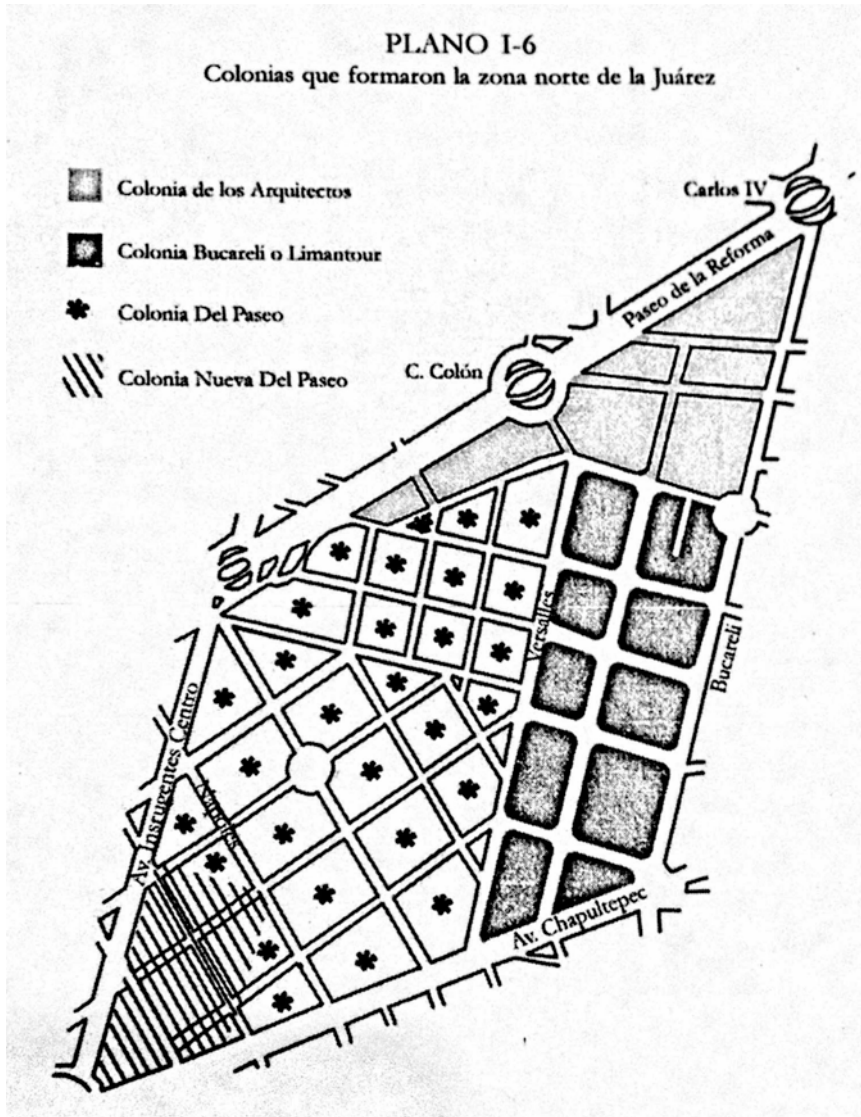 PLANO I-6
Colonias que formaron la zona norte de la Juárez
Colonia de los Arquitectos
Colonia Bucareli o Limantour
Colonia Del Paseo
Colonia Nueva Del Paseo
Carlos IV
Paseo de la Reforma
C. Colón
Versalles
Bucareli
Av. Insrugentes Centro
Napoles
Av. Chapultepec